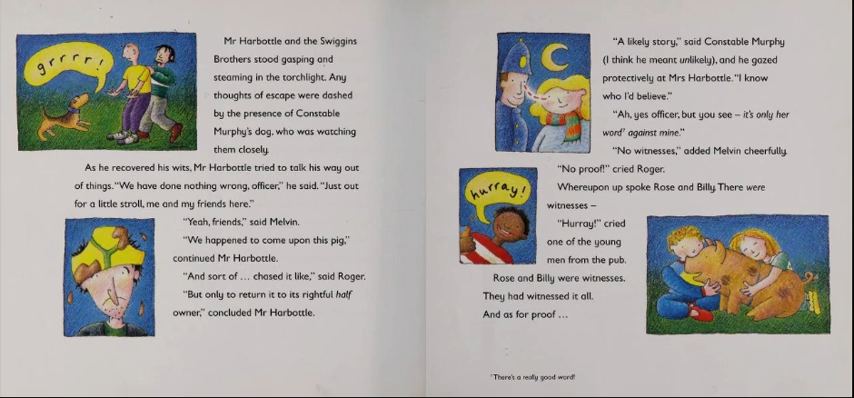 grrrr!
Mr Harbottle and the Swiggins
Brothers stood gasping and
steaming in the torchlight. Any
thoughts of escape were dashed
by the presence of Constable
Murphy's dog, who was watching
them closely.
As he recovered his wits, Mr Harbottle tried to talk his way out
of things. “We have done nothing wrong, officer,” he said. “Just out
for a little stroll, me and my friends here.”
“Yeah, friends,” said Melvin.
“We happened to come upon this pig,”
continued Mr Harbottle.
“And sort of ... chased it like,” said Roger.
“But only to return it to its rightful half
owner,” concluded Mr Harbottle.
“A likely story,” said Constable Murphy
(I think he meant unlikely), and he gazed
protectively at Mrs Harbottle. “I know
who I'd believe.”
“Ah, yes officer, but you see – it's only her
word* against mine.”
“No witnesses,” added Melvin cheerfully.
“No proof!” cried Roger.
Whereupon up spoke Rose and Billy. There were
witnesses –
hurray!
“Hurray!” cried
one of the young
men from the pub.
Rose and Billy were witnesses.
They had witnessed it all.
And as for proof ...
*There's a really good word!